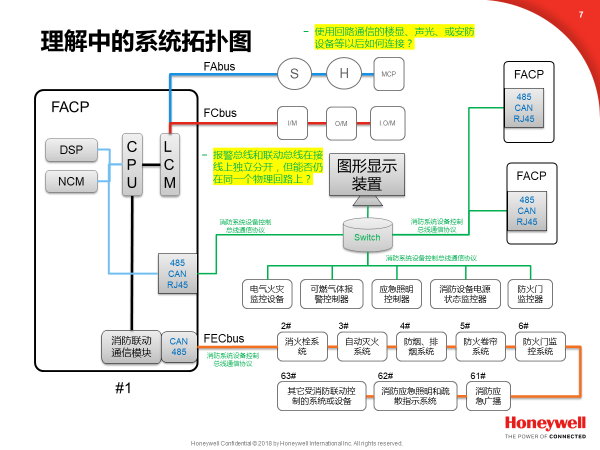 7
理解中的系统拓扑图
– 使用回路通信的楼显、声光、或安防
设备等以后如何连接？
FAbus
S
H
MCP
FACP
485
CAN
RJ45
FACP
FCbus
I/M
O/M
I.O/M
DSP
NCM
C
P
U
L
C
M
– 报警总线和联动总线在接
线上独立分开，但能否仍
在同一个物理回路上？
图形显示
装置
FACP
485
CAN
RJ45
消防系统设备控制
总线通信协议
消防系统设备控制
总线通信协议
Switch
消防系统设备控制总线通信协议
485
CAN
RJ45
电气火灾
监控设备
可燃气体报
警控制器
应急照明
控制器
消防设备电源
状态监控器
防火门
监控器
消防联动
通信模块
CAN
485
FECbus
消防系统设备控制
总线通信协议
2#
消火栓系
统
3#
自动灭火
系统
4#
防烟、排
烟系统
5#
防火卷帘
系统
6#
防火门监
控系统
63#
其它受消防联动控
制的系统或设备
62#
消防应急照明和疏
散指示系统
61#
消防应
急广播
#1
Honeywell
THE POWER OF CONNECTED
Honeywell Confidential © 2018 by Honeywell International Inc. All rights reserved.